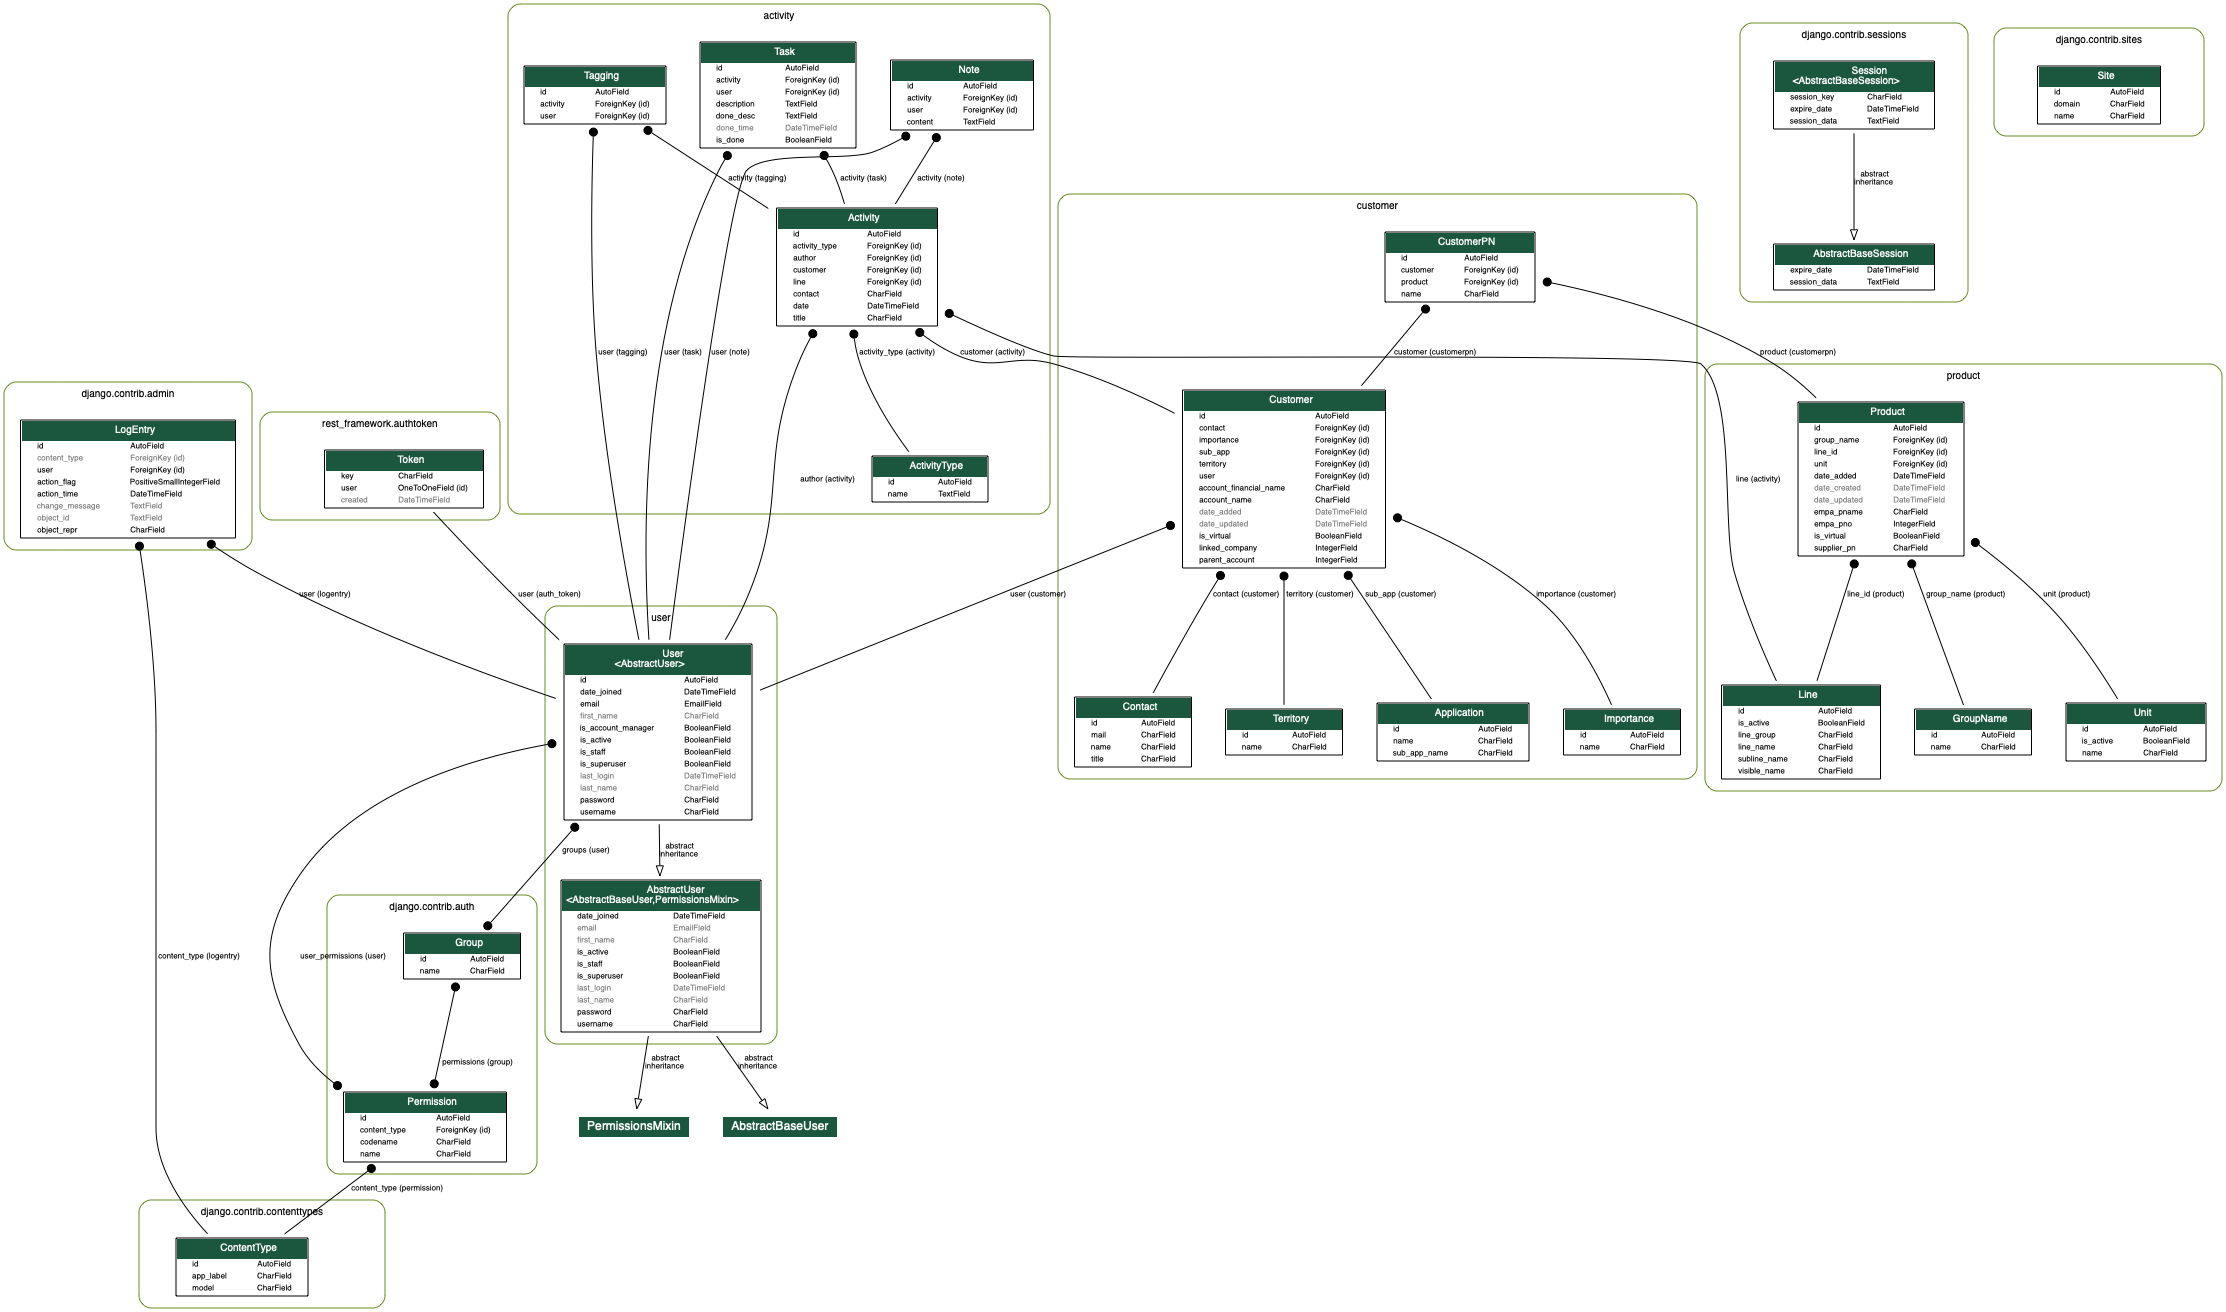 activity
Tagging
id AutoField
activity ForeignKey (id)
user ForeignKey (id)
Task
id AutoField
activity ForeignKey (id)
user ForeignKey (id)
description TextField
done_desc TextField
done_time DateTimeField
is_done BooleanField
Note
id AutoField
activity ForeignKey (id)
user ForeignKey (id)
content TextField
activity (tagging)
activity (task)
activity (note)
Activity
id AutoField
activity_type ForeignKey (id)
author ForeignKey (id)
customer ForeignKey (id)
line ForeignKey (id)
contact CharField
date DateTimeField
title CharField
user (tagging)
user (task)
user (note)
activity_type (activity)
customer (activity)
author (activity)
ActivityType
id AutoField
name TextField
django.contrib.sessions
Session
<AbstractBaseSession>
session_key CharField
expire_date DateTimeField
session_data TextField
abstract
inheritance
AbstractBaseSession
expire_date DateTimeField
session_data TextField
django.contrib.sites
Site
id AutoField
domain CharField
name CharField
customer
CustomerPN
id AutoField
customer ForeignKey (id)
product ForeignKey (id)
name CharField
customer (customerpn)
product (customerpn)
Customer
id AutoField
contact ForeignKey (id)
importance ForeignKey (id)
sub_app ForeignKey (id)
territory ForeignKey (id)
user ForeignKey (id)
account_financial_name CharField
account_name CharField
date_added DateTimeField
date_updated DateTimeField
is_virtual BooleanField
linked_company IntegerField
parent_account IntegerField
user (customer)
contact (customer)
territory (customer)
sub_app (customer)
importance (customer)
Contact
id AutoField
mail CharField
name CharField
title CharField
Territory
id AutoField
name CharField
Application
id AutoField
name CharField
sub_app_name CharField
Importance
id AutoField
name CharField
product
Product
id AutoField
group_name ForeignKey (id)
line_id ForeignKey (id)
unit ForeignKey (id)
date_added DateTimeField
date_created DateTimeField
date_updated DateTimeField
empa_pname CharField
empa_pno IntegerField
is_virtual BooleanField
supplier_pn CharField
line (activity)
line_id (product)
group_name (product)
unit (product)
Line
id AutoField
is_active BooleanField
line_group CharField
line_name CharField
subline_name CharField
visible_name CharField
GroupName
id AutoField
name CharField
Unit
id AutoField
is_active BooleanField
name CharField
django.contrib.admin
LogEntry
id AutoField
content_type ForeignKey (id)
user ForeignKey (id)
action_flag PositiveSmallIntegerField
action_time DateTimeField
change_message TextField
object_id TextField
object_repr CharField
rest_framework.authtoken
Token
key CharField
user OneToOneField (id)
created DateTimeField
user (logentry)
user (auth_token)
user
User
<AbstractUser>
id AutoField
date_joined DateTimeField
email EmailField
first_name CharField
is_account_manager BooleanField
is_active BooleanField
is_staff BooleanField
is_superuser BooleanField
last_login DateTimeField
last_name CharField
password CharField
username CharField
groups (user)
abstract
inheritance
AbstractUser
<AbstractBaseUser,PermissionsMixin>
date_joined DateTimeField
email EmailField
first_name CharField
is_active BooleanField
is_staff BooleanField
is_superuser BooleanField
last_login DateTimeField
last_name CharField
password CharField
username CharField
abstract
inheritance
abstract
inheritance
PermissionsMixin
AbstractBaseUser
django.contrib.auth
Group
id AutoField
name CharField
content_type (logentry)
user_permissions (user)
permissions (group)
Permission
id AutoField
content_type ForeignKey (id)
codename CharField
name CharField
content_type (permission)
django.contrib.contenttypes
ContentType
id AutoField
app_label CharField
model CharField